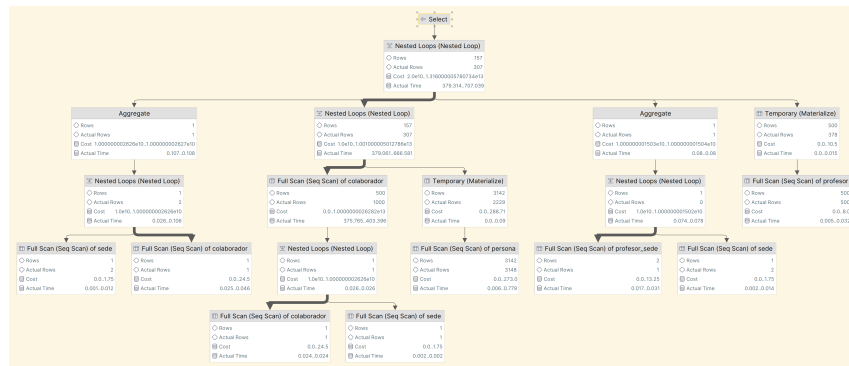 Select
Nested Loops (Nested Loop)
Rows 157
Actual Rows 307
Cost 2.0e10..1.3160000578073​4e13
Actual Time 379.314..707.039
Aggregate
Rows 1
Actual Rows 1
Cost 1.000000002626e10..1.0000000002627e10
Actual Time 0.107..0.108
Nested Loops (Nested Loop)
Rows 157
Actual Rows 307
Cost 1.0e10..1.001000005012786e13
Actual Time 379.061..666.581
Aggregate
Rows 1
Actual Rows 1
Cost 1.000000001503e10..1.000000001504e10
Actual Time 0.08..0.08
Temporary (Materialize)
Rows 500
Actual Rows 378
Cost 0.0..10.5
Actual Time 0.0..0.015
Nested Loops (Nested Loop)
Rows 1
Actual Rows 2
Cost 1.0e10..1.000000002626e10
Actual Time 0.026..0.106
Full Scan (Seq Scan) of colaborador
Rows 500
Actual Rows 1000
Cost 0.0..1.00000002626282e13
Actual Time 375.765..403.396
Temporary (Materialize)
Rows 3142
Actual Rows 2229
Cost 0.0..288.71
Actual Time 0.0..0.09
Nested Loops (Nested Loop)
Rows 1
Actual Rows 0
Cost 1.0e10..1.000000001502e10
Actual Time 0.074..0.078
Full Scan (Seq Scan) of profesor
Rows 500
Actual Rows 500
Cost 0.0..8.0
Actual Time 0.005..0.032
Full Scan (Seq Scan) of sede
Rows 1
Actual Rows 2
Cost 0.0..1.75
Actual Time 0.001..0.012
Full Scan (Seq Scan) of colaborador
Rows 1
Actual Rows 1
Cost 0.0..24.5
Actual Time 0.025..0.046
Nested Loops (Nested Loop)
Rows 1
Actual Rows 1
Cost 1.0e10..1.000000002626e10
Actual Time 0.026..0.026
Full Scan (Seq Scan) of persona
Rows 3142
Actual Rows 3148
Cost 0.0..273.0
Actual Time 0.006..0.778
Full Scan (Seq Scan) of profesor_sede
Rows 2
Actual Rows 1
Cost 0.0..13.25
Actual Time 0.017..0.031
Full Scan (Seq Scan) of sede
Rows 1
Actual Rows 2
Cost 0.0..1.75
Actual Time 0.002..0.014
Full Scan (Seq Scan) of colaborador
Rows 1
Actual Rows 1
Cost 0.0..24.5
Actual Time 0.024..0.024
Full Scan (Seq Scan) of sede
Rows 1
Actual Rows 1
Cost 0.0..1.75
Actual Time 0.002..0.002